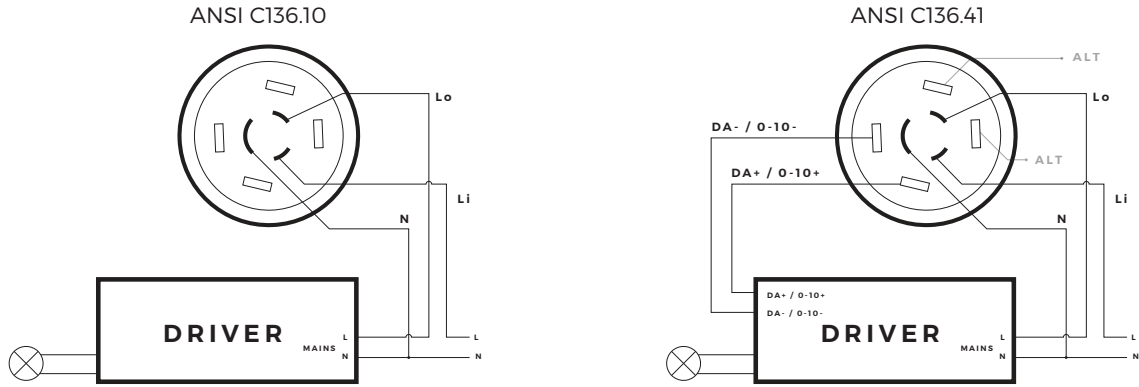 ANSI C136.10
Lo
Li
N
DRIVER
MAINS
L
N
L
N
ANSI C136.41
ALT
Lo
DA- / 0-10-
ALT
DA+ / 0-10+
Li
N
DA+ / 0-10+
DA- / 0-10-
DRIVER
MAINS
L
N
L
N